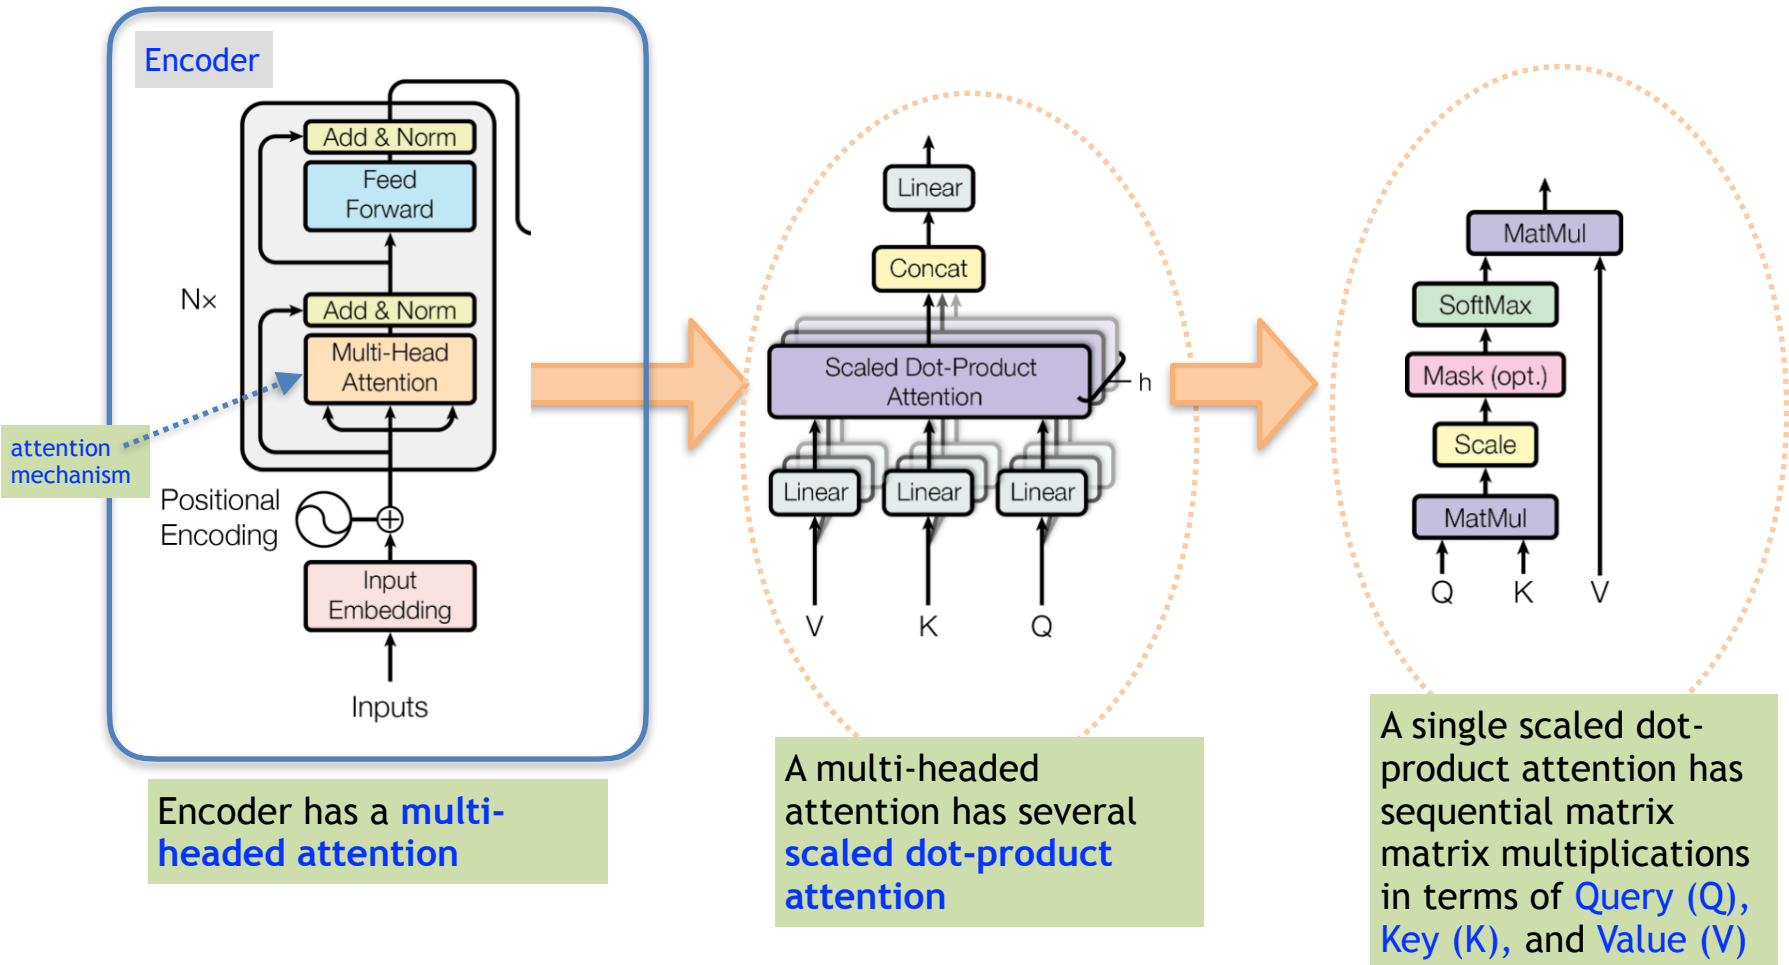 Encoder
Add & Norm
Feed
Forward
N×
Add & Norm
Multi-Head
Attention
attention
mechanism
Positional
Encoding
Input
Embedding
Inputs
Encoder has a multi-
headed attention
Linear
Concat
Scaled Dot-Product
Attention
h
Linear
Linear
Linear
V
K
Q
A multi-headed
attention has several
scaled dot-product
attention
MatMul
SoftMax
Mask (opt.)
Scale
MatMul
Q
K
V
A single scaled dot-
product attention has
sequential matrix
matrix multiplications
in terms of Query (Q),
Key (K), and Value (V)